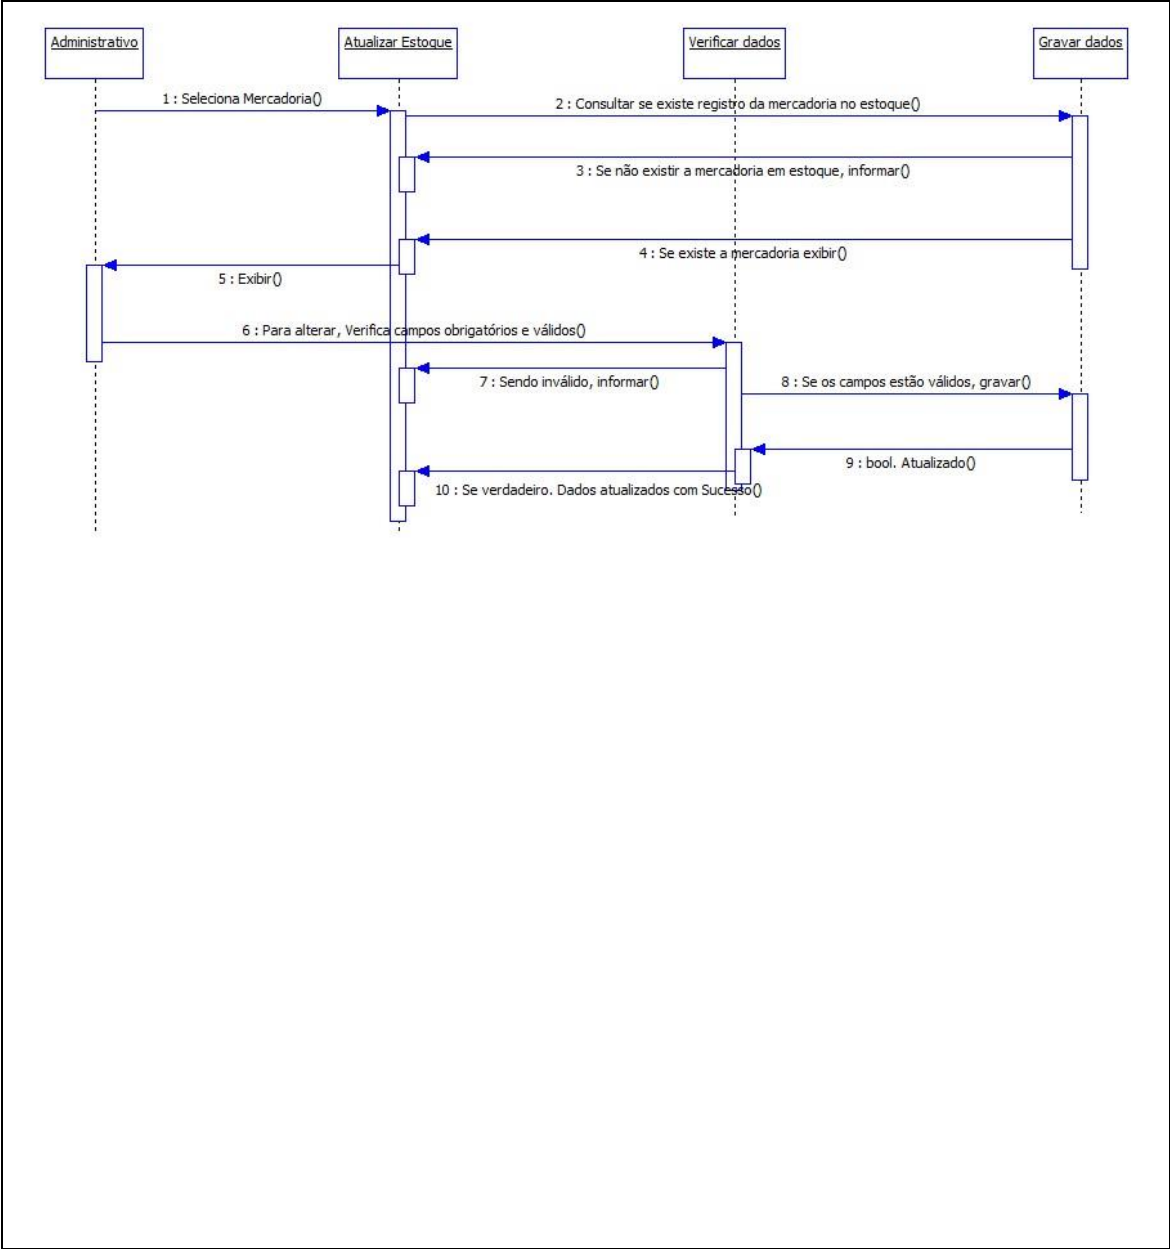 Administrativo
Atualizar Estoque
Verificar dados
Gravar dados
1 : Seleciona Mercadoria()
2 : Consultar se existe registro da mercadoria no estoque()
3 : Se não existir a mercadoria em estoque, informar()
4 : Se existe a mercadoria exibir()
5 : Exibir()
6 : Para alterar, Verifica campos obrigatórios e válidos()
7 : Sendo inválido, informar()
8 : Se os campos estão válidos, gravar()
9 : bool. Atualizado()
10 : Se verdadeiro. Dados atualizados com Sucesso()